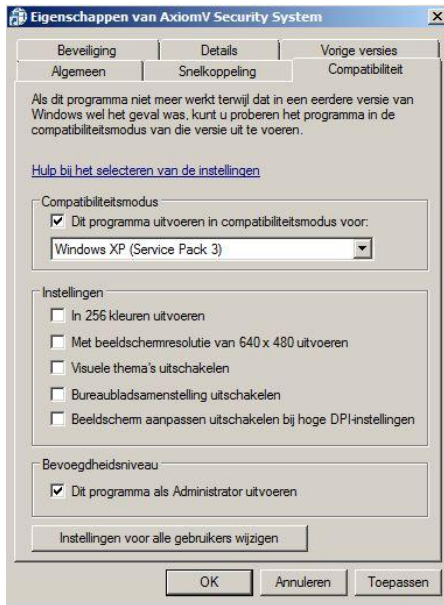 Eigenschappen van AxiomV Security System
Beveiliging Details Vorige versies
Algemeen Snelkoppeling Compatibiliteit
Als dit programma niet meer werkt terwijl dat in een eerdere versie van
Windows wel het geval was, kunt u proberen het programma in de
compatibiliteitsmodus van die versie uit te voeren.
Hulp bij het selecteren van de instellingen
Compatibiliteitsmodus
Dit programma uitvoeren in compatibiliteitsmodus voor:
Windows XP (Service Pack 3)
Instellingen
In 256 kleuren uitvoeren
Met beeldschermresolutie van 640 x 480 uitvoeren
Visuele thema's uitschakelen
Bureaubladsamenstelling uitschakelen
Beeldscherm aanpassen uitschakelen bij hoge DPI-instellingen
Bevoegdheidsniveau
Dit programma als Administrator uitvoeren
Instellingen voor alle gebruikers wijzigen
OK Annuleren Toepassen